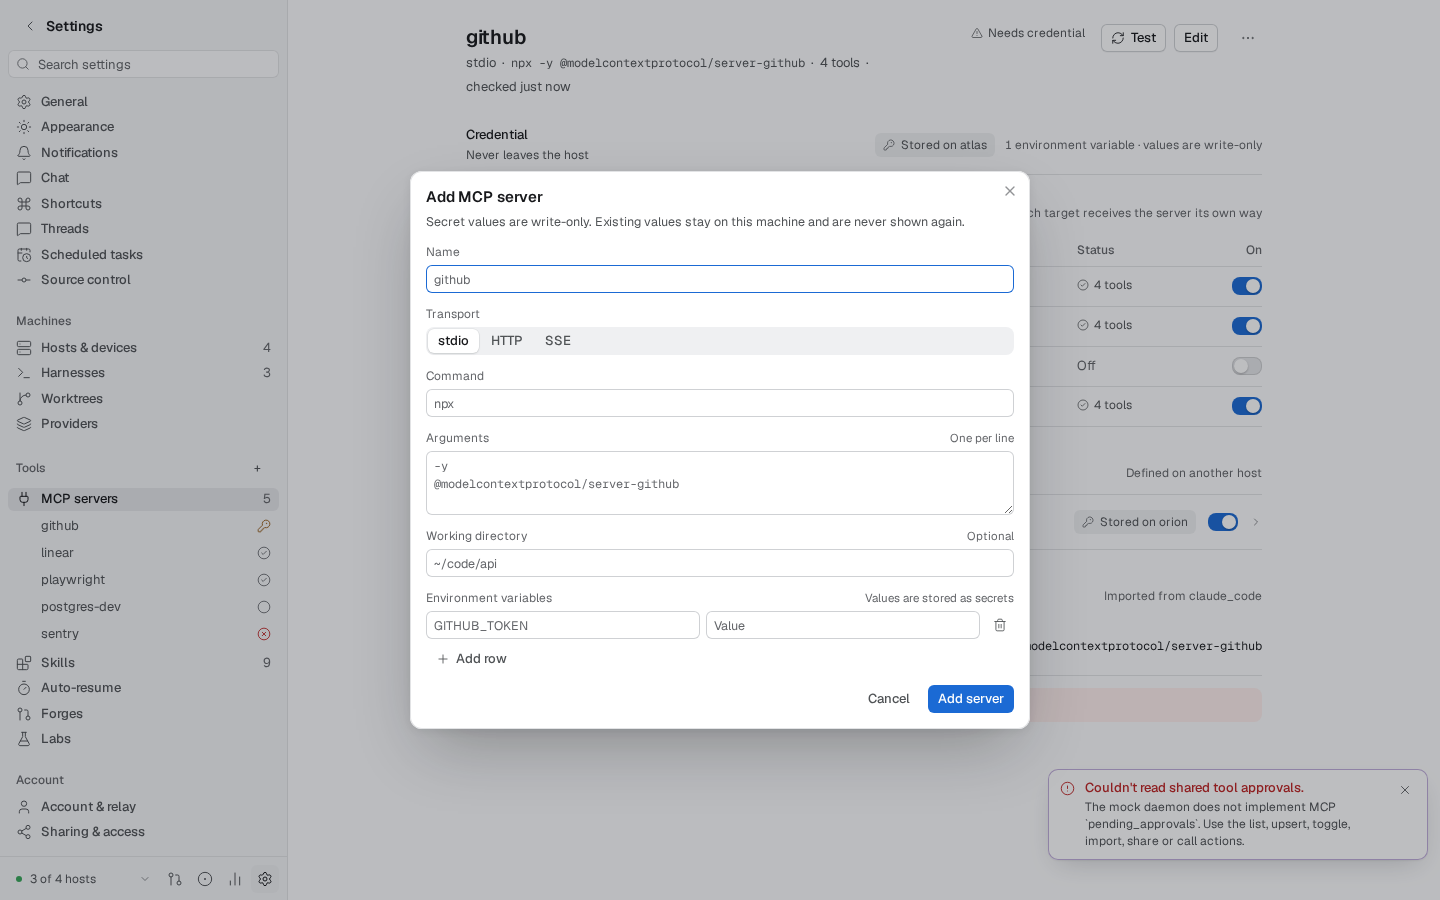 Settings
Search settings
General
Appearance
Notifications
Chat
Shortcuts
Threads
Scheduled tasks
Source control
Machines
Hosts & devices 4
Harnesses 3
Worktrees
Providers
Tools +
MCP servers 5
github
linear
playwright
postgres-dev
sentry
Skills 9
Auto-resume
Forges
Labs
Account
Account & relay
Sharing & access
3 of 4 hosts
github
Needs credential
Test
Edit
stdio · npx -y @modelcontextprotocol/server-github · 4 tools ·
checked just now
Credential
Never leaves the host
Stored on atlas
1 environment variable · values are write-only
target receives the server its own way
Status On
4 tools
4 tools
Off
4 tools
Defined on another host
Stored on orion
Imported from claude_code
Add MCP server
Secret values are write-only. Existing values stay on this machine and are never shown again.
Name
github
Transport
stdio HTTP SSE
Command
npx
Arguments One per line
-y
@modelcontextprotocol/server-github
Working directory Optional
~/code/api
Environment variables Values are stored as secrets
GITHUB_TOKEN Value
Add row
Cancel Add server
Couldn't read shared tool approvals.
The mock daemon does not implement MCP
`pending_approvals`. Use the list, upsert, toggle,
import, share or call actions.